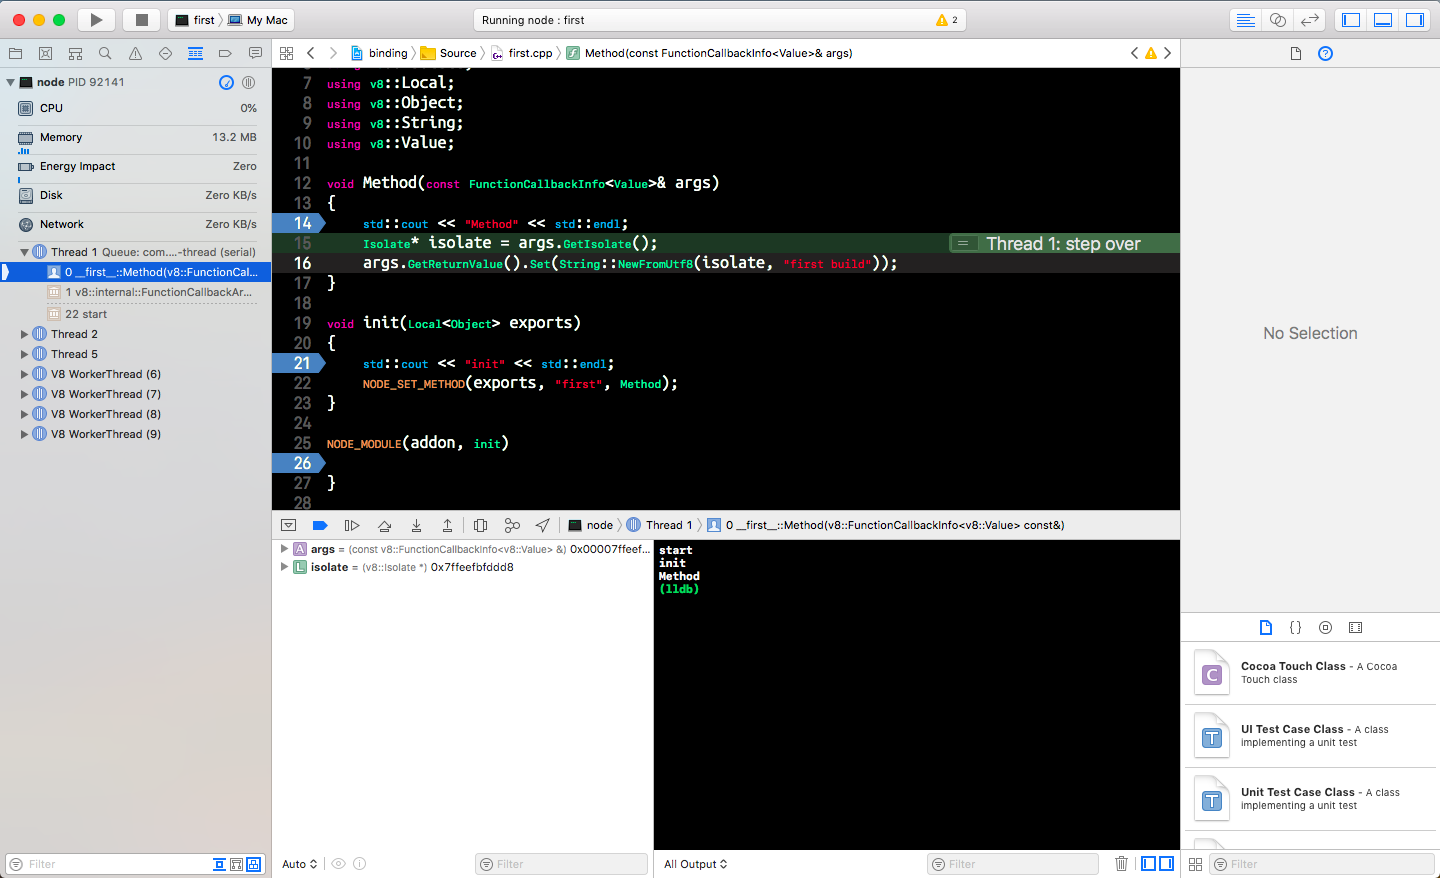 first 〉 My Mac
Running node : first
2
binding 〉 Source 〉 first.cpp 〉 Method(const FunctionCallbackInfo<Value>& args)
node PID 92141
CPU 0%
Memory 13.2 MB
Energy Impact Zero
Disk Zero KB/s
Network Zero KB/s
Thread 1 Queue: com....-thread (serial)
0 __first__::Method(v8::FunctionCal...
1 v8::internal::FunctionCallbackAr...
22 start
Thread 2
Thread 5
V8 WorkerThread (6)
V8 WorkerThread (7)
V8 WorkerThread (8)
V8 WorkerThread (9)
Filter
7 using v8::Local;
8 using v8::Object;
9 using v8::String;
10 using v8::Value;
11
12 void Method(const FunctionCallbackInfo<Value>& args)
13 {
14 std::cout << "Method" << std::endl;
15 Isolate* isolate = args.GetIsolate(); = Thread 1: step over
16 args.GetReturnValue().Set(String::NewFromUtf8(isolate, "first build"));
17 }
18
19 void init(Local<Object> exports)
20 {
21 std::cout << "init" << std::endl;
22 NODE_SET_METHOD(exports, "first", Method);
23 }
24
25 NODE_MODULE(addon, init)
26
27 }
28
node 〉 Thread 1 〉 0 __first__::Method(v8::FunctionCallbackInfo<v8::Value> const&)
A args = (const v8::FunctionCallbackInfo<v8::Value> &) 0x00007ffeef...
L isolate = (v8::Isolate *) 0x7ffeefbfddd8
Auto
Filter
start
init
Method
(lldb)
All Output
Filter
No Selection
{ }
C
Cocoa Touch Class - A Cocoa
Touch class
T
UI Test Case Class - A class
implementing a unit test
T
Unit Test Case Class - A class
implementing a unit test
Filter